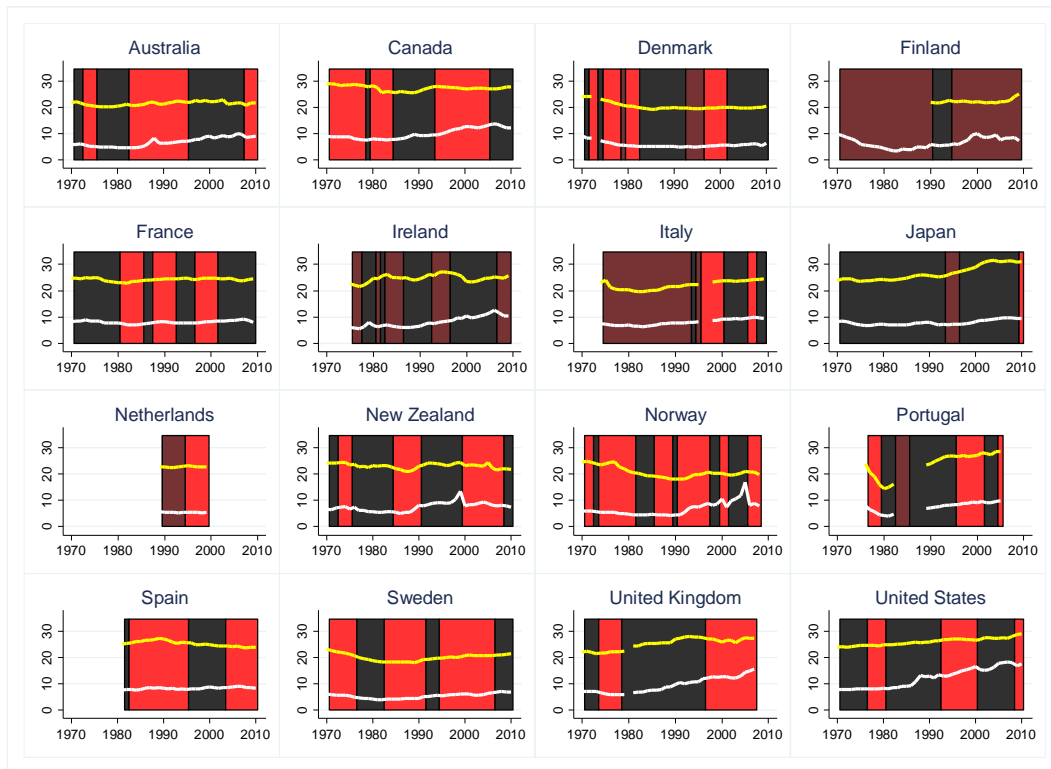 Australia Canada Denmark Finland
30 30 30 30
20 20 20 20
10 10 10 10
0 0 0 0
1970 1980 1990 2000 2010 1970 1980 1990 2000 2010 1970 1980 1990 2000 2010 1970 1980 1990 2000 2010
France Ireland Italy Japan
30 30 30 30
20 20 20 20
10 10 10 10
0 0 0 0
1970 1980 1990 2000 2010 1970 1980 1990 2000 2010 1970 1980 1990 2000 2010 1970 1980 1990 2000 2010
Netherlands New Zealand Norway Portugal
30 30 30 30
20 20 20 20
10 10 10 10
0 0 0 0
1970 1980 1990 2000 2010 1970 1980 1990 2000 2010 1970 1980 1990 2000 2010 1970 1980 1990 2000 2010
Spain Sweden United Kingdom United States
30 30 30 30
20 20 20 20
10 10 10 10
0 0 0 0
1970 1980 1990 2000 2010 1970 1980 1990 2000 2010 1970 1980 1990 2000 2010 1970 1980 1990 2000 2010